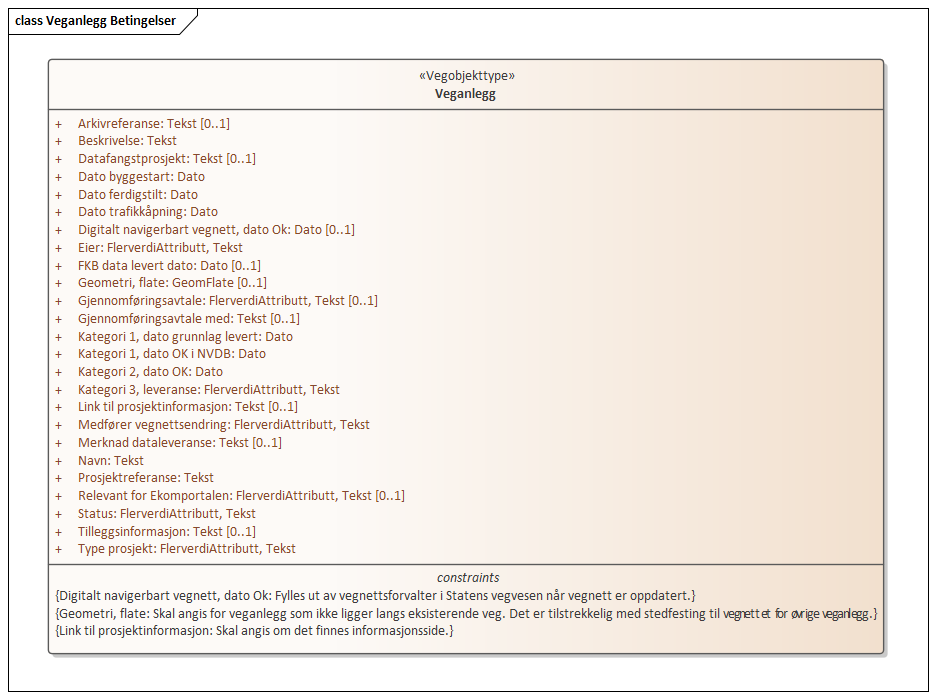 class Veganlegg Betingelser
«Vegobjekttype»
Veganlegg
+ Arkivreferanse: Tekst [0..1]
+ Beskrivelse: Tekst
+ Datafangstprosjekt: Tekst [0..1]
+ Dato byggestart: Dato
+ Dato ferdigstilt: Dato
+ Dato trafikkåpning: Dato
+ Digitalt navigerbart vegnett, dato Ok: Dato [0..1]
+ Eier: FlerverdiAttributt, Tekst
+ FKB data levert dato: Dato [0..1]
+ Geometri, flate: GeomFlate [0..1]
+ Gjennomføringsavtale: FlerverdiAttributt, Tekst [0..1]
+ Gjennomføringsavtale med: Tekst [0..1]
+ Kategori 1, dato grunnlag levert: Dato
+ Kategori 1, dato OK i NVDB: Dato
+ Kategori 2, dato OK: Dato
+ Kategori 3, leveranse: FlerverdiAttributt, Tekst
+ Link til prosjektinformasjon: Tekst [0..1]
+ Medfører vegnettsendring: FlerverdiAttributt, Tekst
+ Merknad dataleveranse: Tekst [0..1]
+ Navn: Tekst
+ Prosjektreferanse: Tekst
+ Relevant for Ekomportalen: FlerverdiAttributt, Tekst [0..1]
+ Status: FlerverdiAttributt, Tekst
+ Tilleggsinformasjon: Tekst [0..1]
+ Type prosjekt: FlerverdiAttributt, Tekst
constraints
{Digitalt navigerbart vegnett, dato Ok: Fylles ut av vegnettsforvalter i Statens vegvesen når vegnett er oppdatert.}
{Geometri, flate: Skal angis for veganlegg som ikke ligger langs eksisterende veg. Det er tilstrekkelig med stedfesting til vegnettet for øvrige veganlegg.}
{Link til prosjektinformasjon: Skal angis om det finnes informasjonsside.}